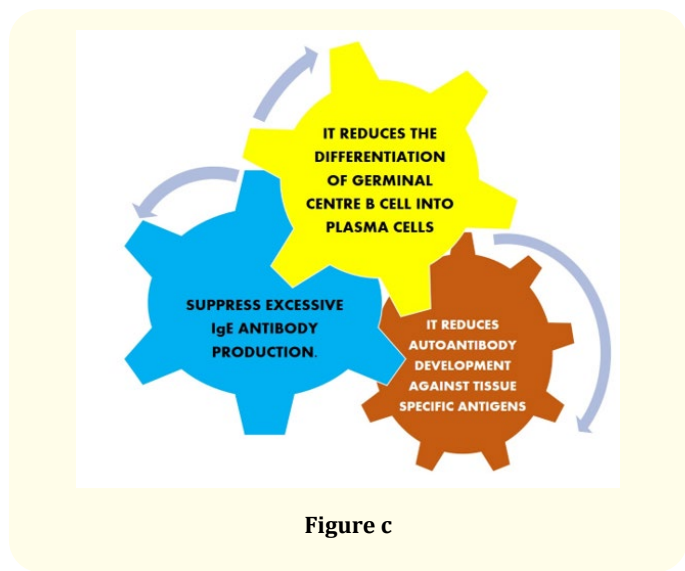 IT REDUCES THE
DIFFERENTIATION
OF GERMINAL
CENTRE B CELL INTO
PLASMA CELLS
SUPPRESS EXCESSIVE
IgE ANTIBODY
PRODUCTION.
IT REDUCES
AUTOANTIBODY
DEVELOPMENT
AGAINST TISSUE
SPECIFIC ANTIGENS
Figure c